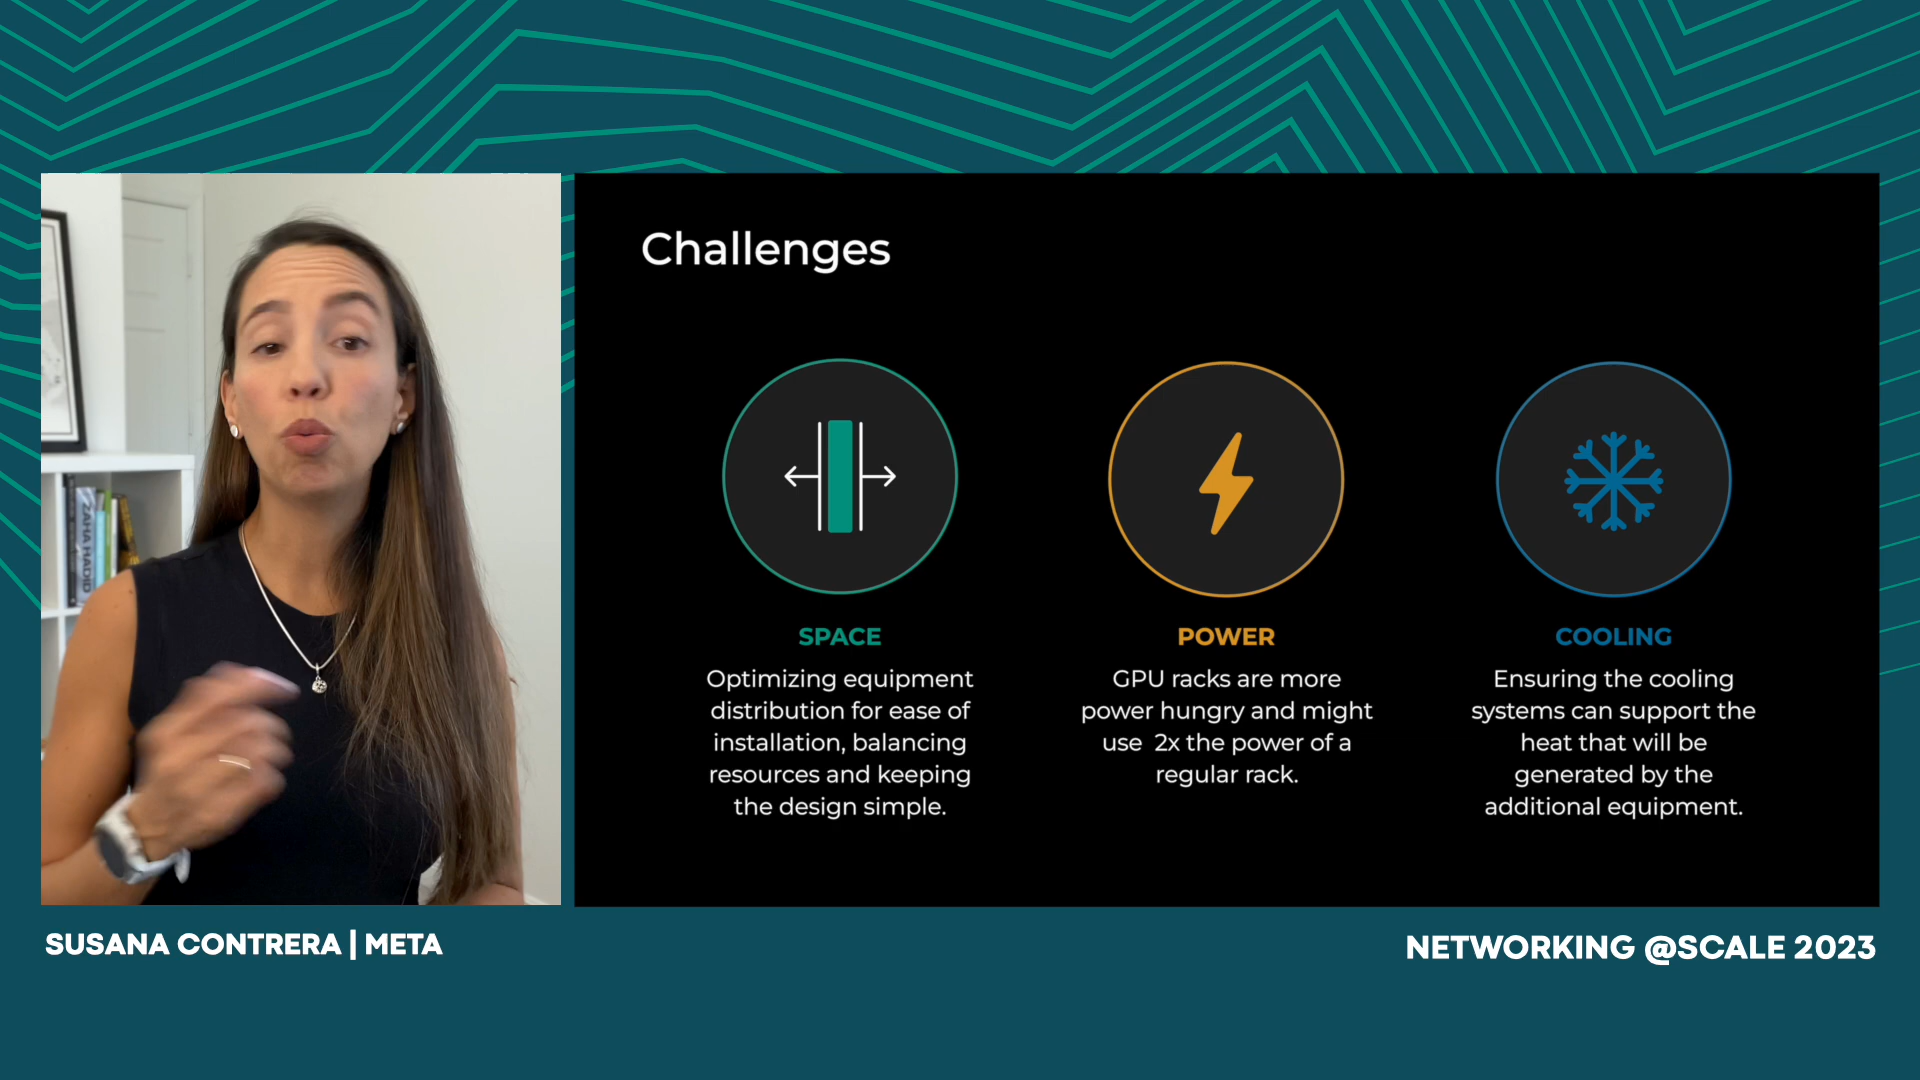 Challenges
SPACE
Optimizing equipment
distribution for ease of
installation, balancing
resources and keeping
the design simple.
POWER
GPU racks are more
power hungry and might
use 2x the power of a
regular rack.
COOLING
Ensuring the cooling
systems can support the
heat that will be
generated by the
additional equipment.
ZAHA HADID
SUSANA CONTRERA | META
NETWORKING @SCALE 2023